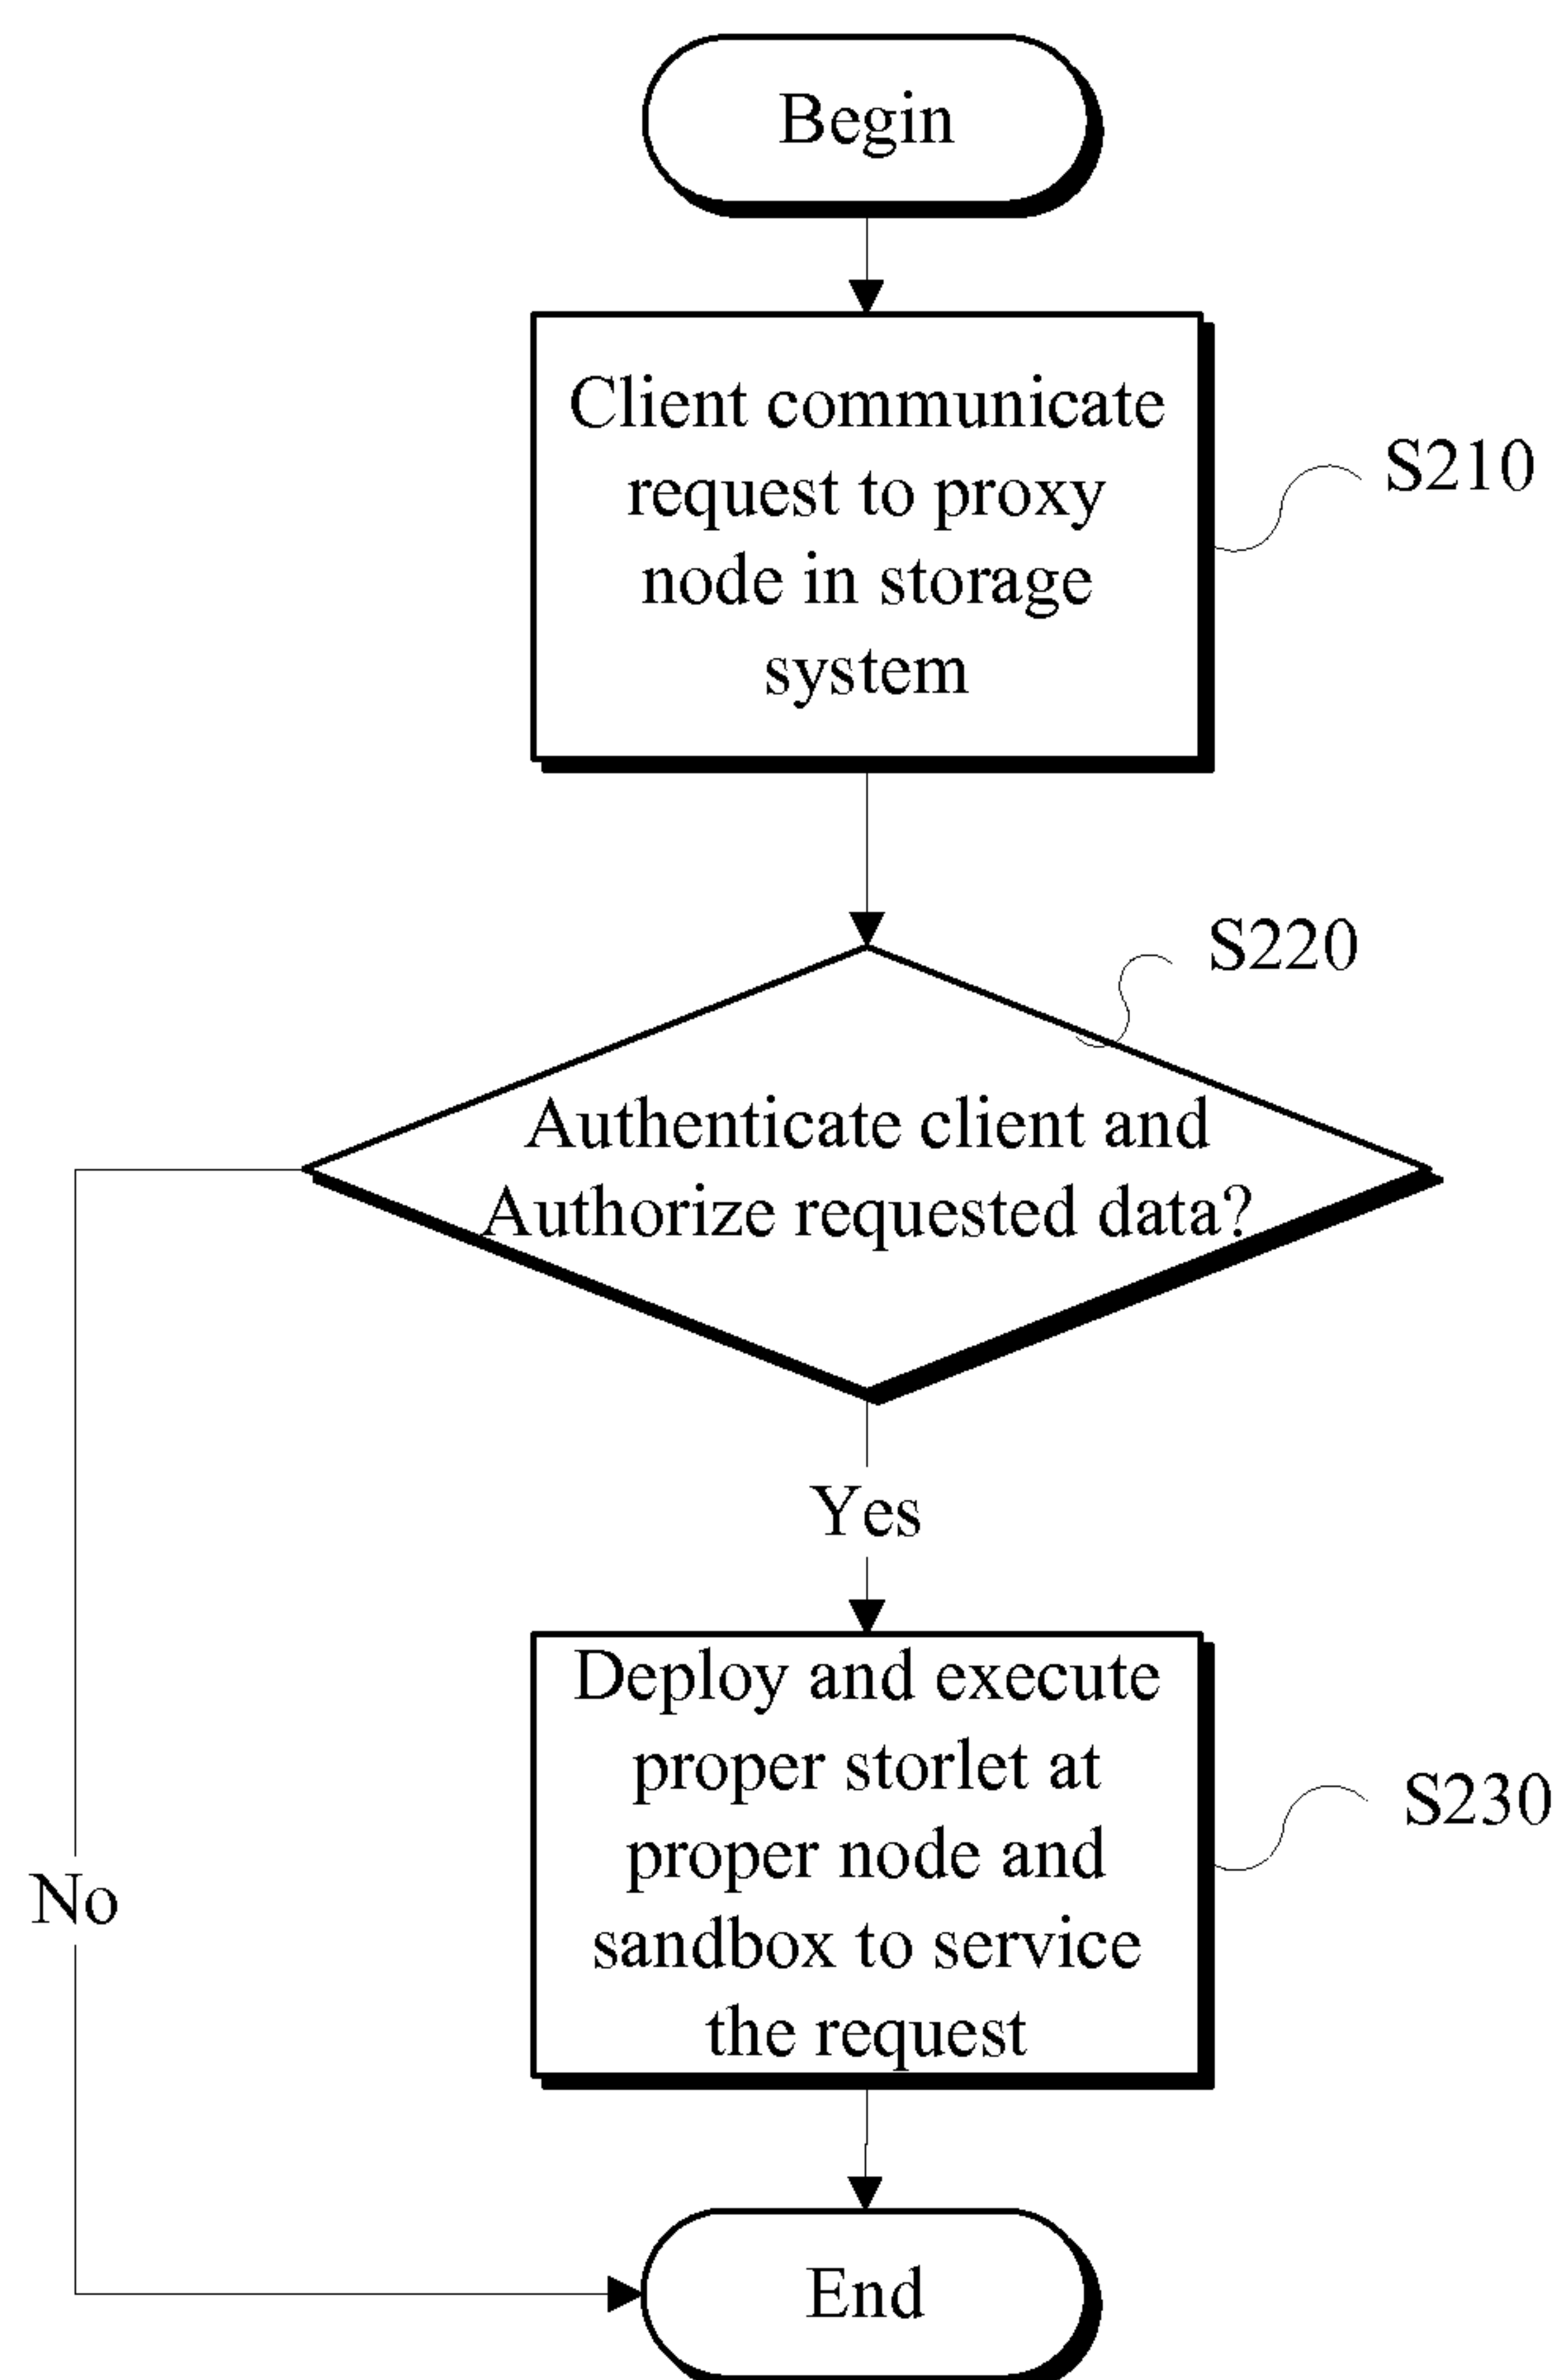 Begin
Client communicate
request to proxy
node in storage
system
S210
S220
Authenticate client and
Authorize requested data?
Yes
Deploy and execute
proper storlet at
proper node and
sandbox to service
the request
S230
No
End